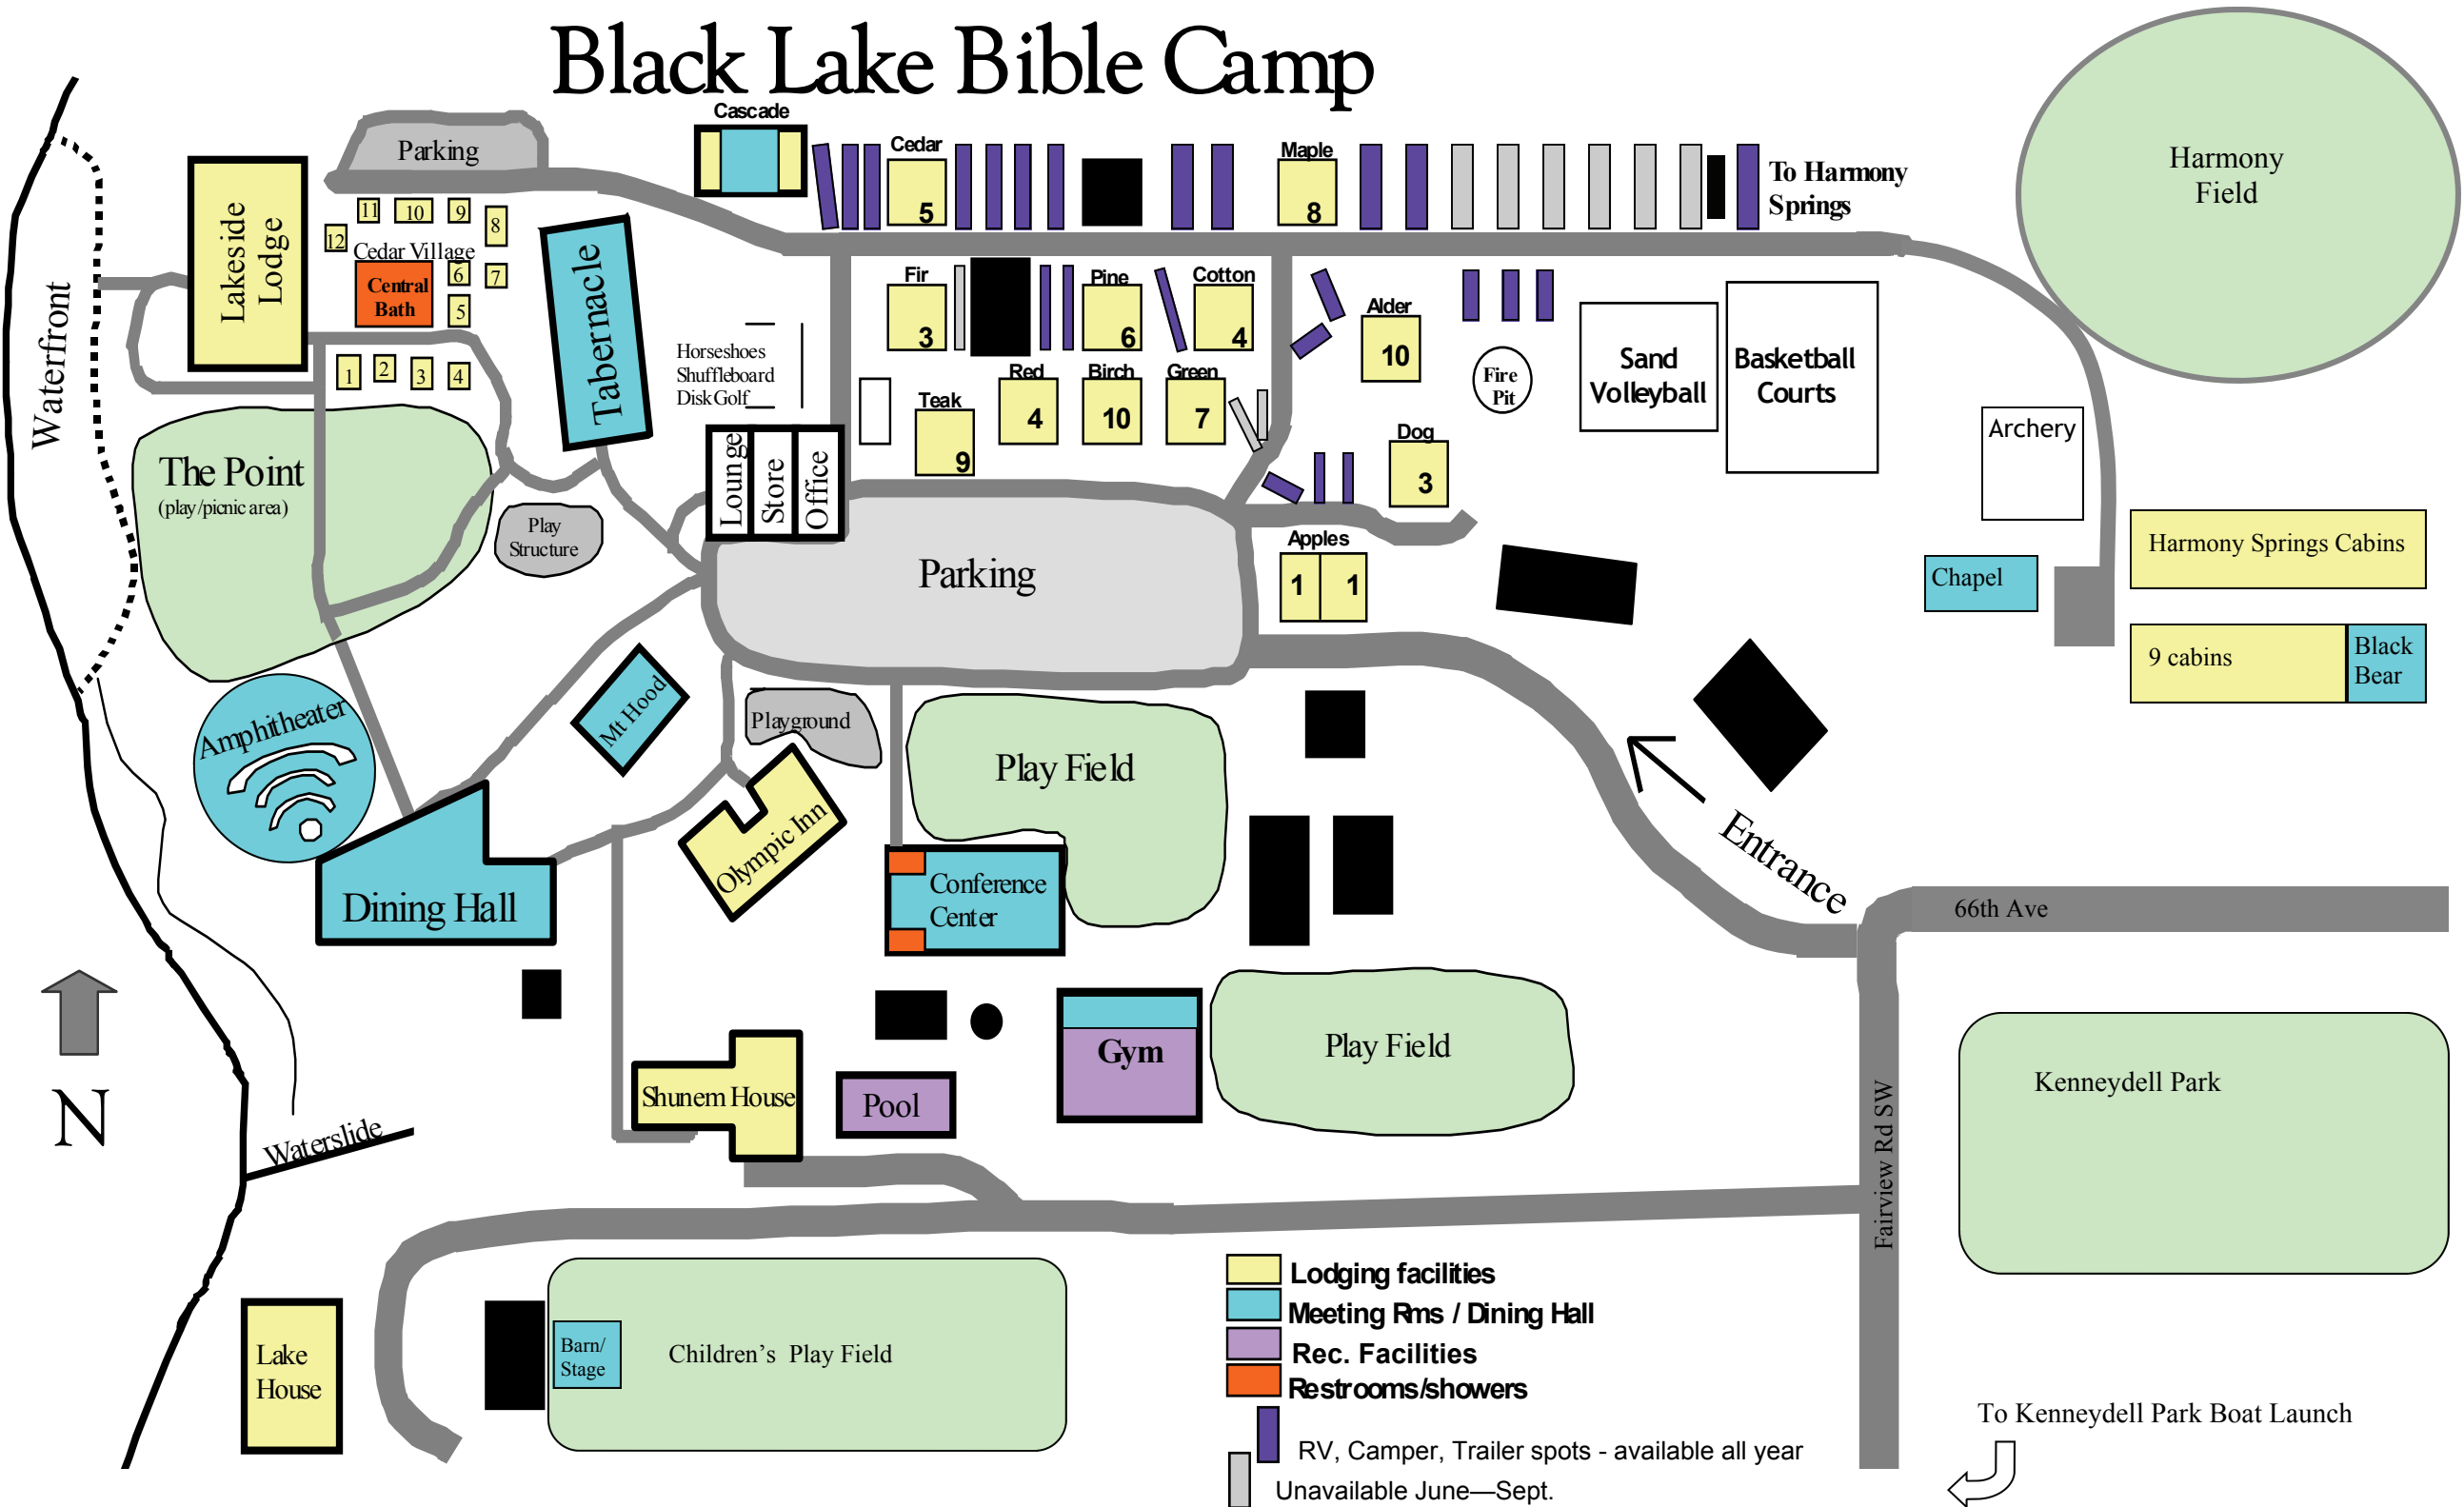 Black Lake Bible Camp
Cascade
Parking
Cedar
5
Maple
8
To Harmony
Springs
Harmony
Field
Lakeside
Lodge
11
10
9
8
12
Cedar Village
6
7
Central
Bath
5
1
2
3
4
Tabernacle
Waterfront
Fir
3
Pine
6
Cotton
4
Alder
10
Horseshoes
Shuffleboard
Disk Golf
Red
4
Birch
10
Green
7
Teak
9
Fire
Pit
Sand
Volleyball
Basketball
Courts
Dog
3
Archery
The Point
(play/picnic area)
Lounge
Store
Office
Play
Structure
Parking
Apples
1
1
Chapel
Harmony Springs Cabins
9 cabins
Black
Bear
Amphitheater
Mt Hood
Playground
Play Field
Olympic Inn
Entrance
Dining Hall
Conference
Center
66th Ave
N
Gym
Play Field
Kenneydell Park
Shunem House
Pool
Fairview Rd SW
Waterslide
Lake
House
Barn/
Stage
Children's Play Field
Lodging facilities
Meeting Rms / Dining Hall
Rec. Facilities
Restrooms/showers
RV, Camper, Trailer spots - available all year
Unavailable June—Sept.
To Kenneydell Park Boat Launch